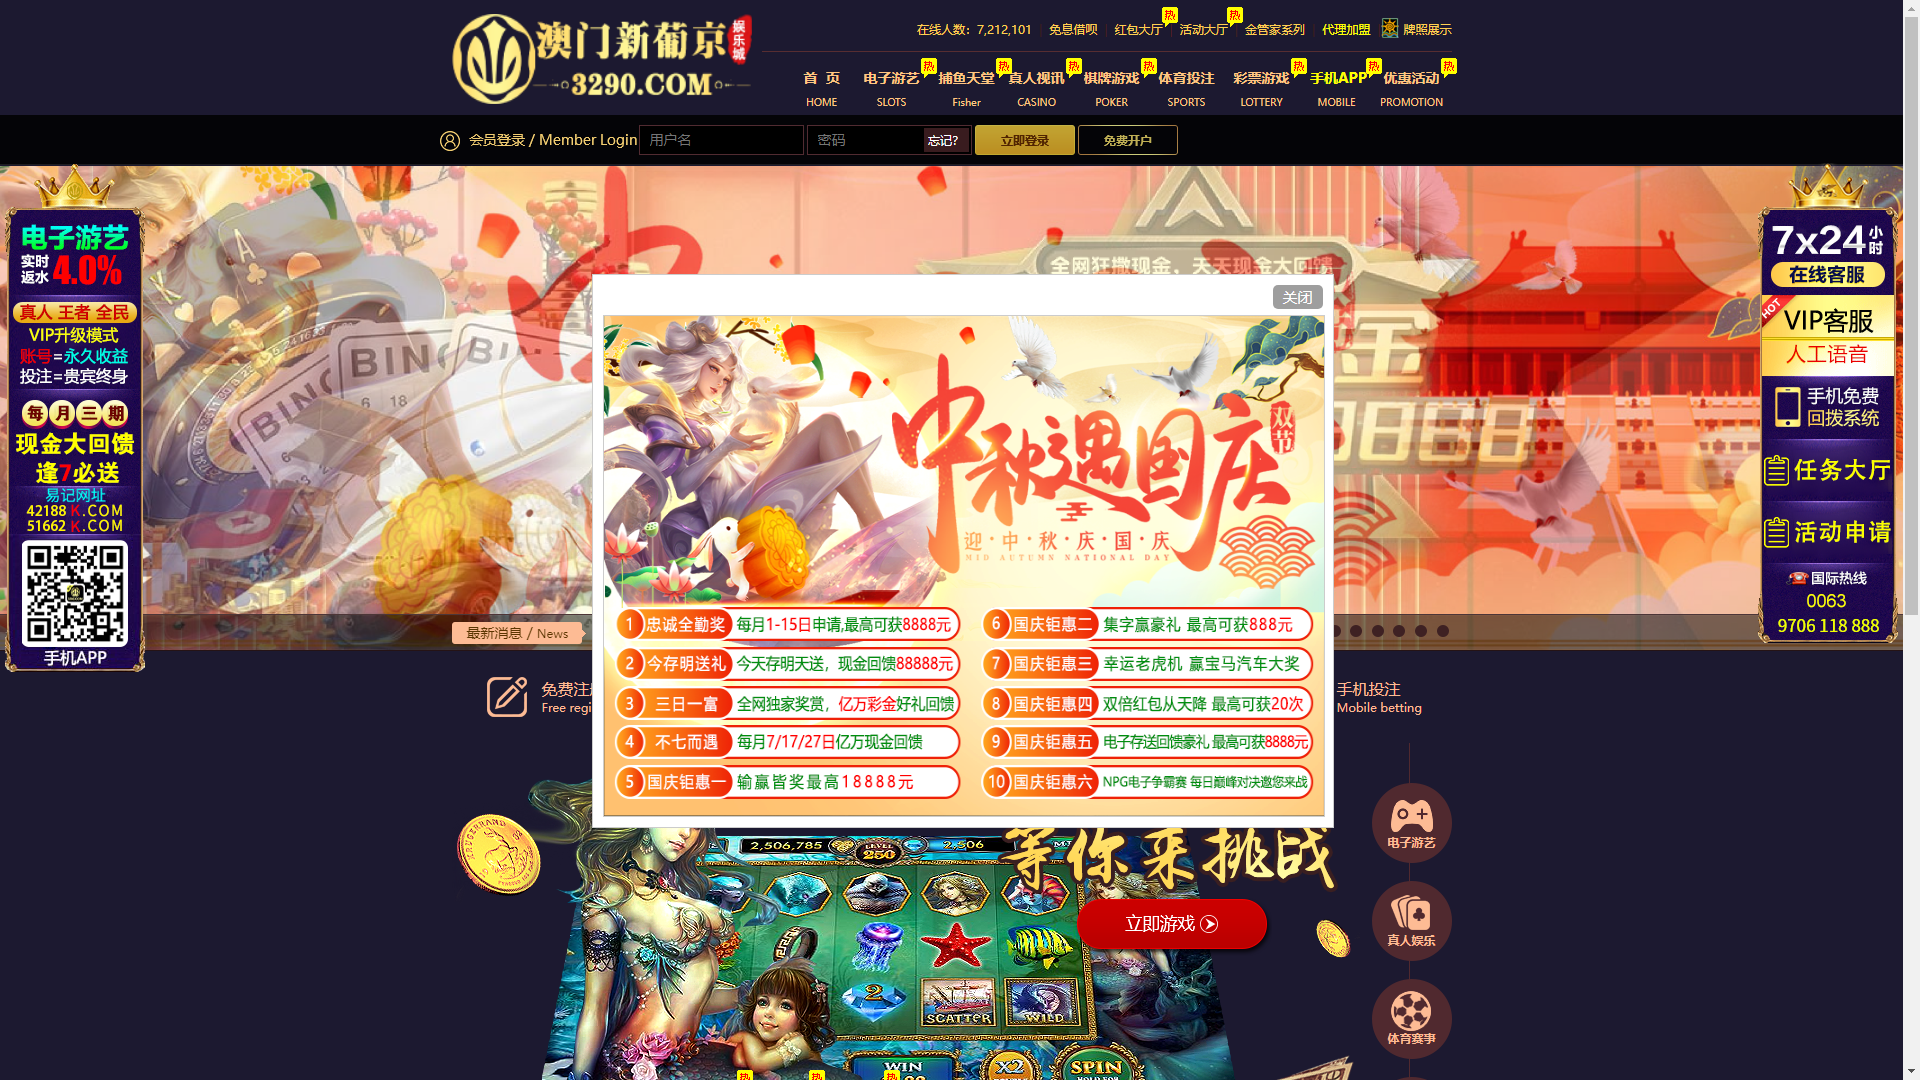 澳门新葡京
娱乐城
3290.COM
在线人数：7,212,101
免息借呗
红包大厅
热
活动大厅
热
金管家系列
代理加盟
牌照展示
首 页
电子游艺
热
捕鱼天堂
热
真人视讯
热
棋牌游戏
热
体育投注
彩票游戏
热
手机APP
热
优惠活动
热
HOME
SLOTS
Fisher
CASINO
POKER
SPORTS
LOTTERY
MOBILE
PROMOTION
会员登录 / Member Login
用户名
密码
忘记?
立即登录
免费开户
电子游艺
实时
返水
4.0%
真人 王者 全民
VIP升级模式
账号=永久收益
投注=贵宾终身
每月三期
现金大回馈
逢7必送
易记网址
42188 K.COM
51662 K.COM
手机APP
全网狂撒现金，天天现金大回馈
BINGO
BING
6 18
7x24小时
在线客服
HOT
VIP客服
人工语音
手机免费
回拨系统
任务大厅
活动申请
国际热线
0063
9706 118 888
关闭
中秋遇国庆
双节
迎·中·秋·庆·国·庆
MID AUTUMN NATIONAL DAY
1 忠诚全勤奖 每月1-15日申请,最高可获8888元
2 今存明送礼 今天存明天送，现金回馈88888元
3 三日一富 全网独家奖赏，亿万彩金好礼回馈
4 不七而遇 每月7/17/27日亿万现金回馈
5 国庆钜惠一 输赢皆奖最高18888元
6 国庆钜惠二 集字赢豪礼 最高可获888元
7 国庆钜惠三 幸运老虎机 赢宝马汽车大奖
8 国庆钜惠四 双倍红包从天降 最高可获20次
9 国庆钜惠五 电子存送回馈豪礼 最高可获8888元
10 国庆钜惠六 NPG电子争霸赛 每日巅峰对决邀您来战
最新消息 / News
免费注
Free regi
手机投注
Mobile betting
等你来挑战
立即游戏
KRUGERRAND
2,506,785
LEVEL
250
2,506
2
SCATTER
WILD
WIN
X2
SPIN
热
热
热
电子游艺
真人娱乐
体育赛事